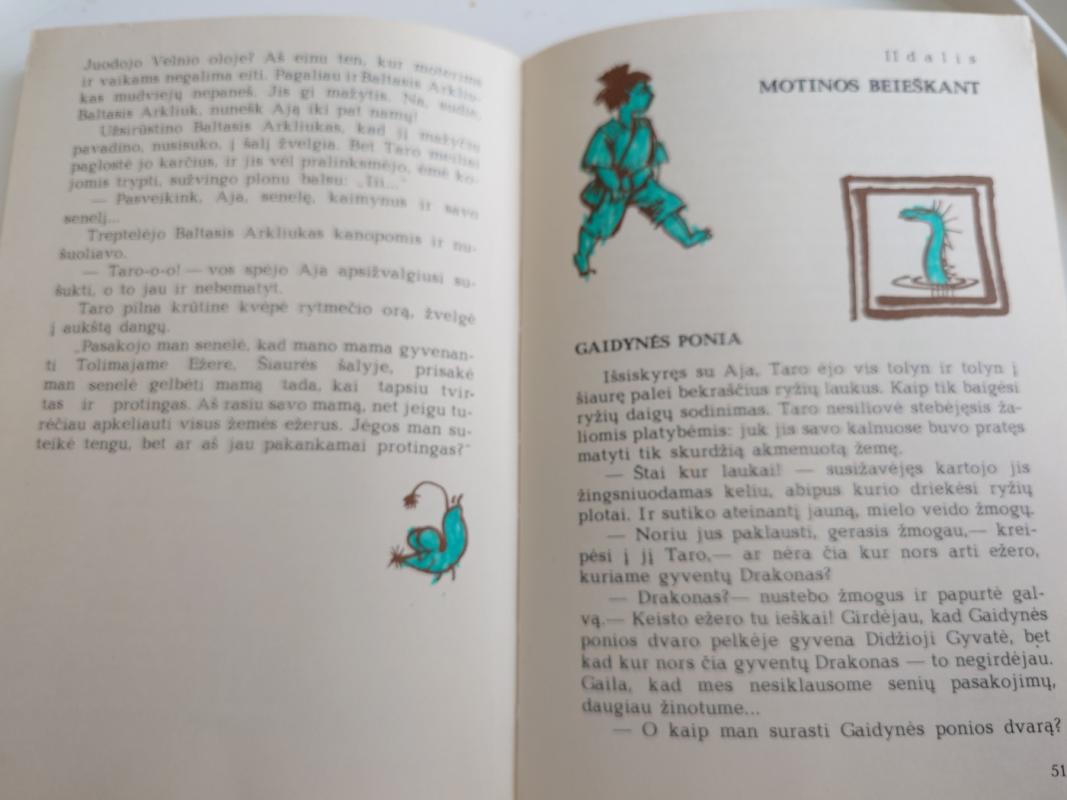 Juodojo Velnio oloje? Aš einu ten, kur moterims
ir vaikams negalima eiti. Pagaliau ir Baltasis Arkliu-
kas mudviejų nepaneš. Jis gi mažytis. Na, sudie,
Baltasis Arkliuk, nunešk Ają iki pat namų!
Užsirūstino Baltasis Arkliukas, kad jį mažyčiu
pavadino, nusisuko, į šalį žvelgia. Bet Taro meiliai
paglostė jo karčius, ir jis vėl pralinksmėjo, ėmė ko-
jomis trypti, sužvingo plonu balsu: „Iii..."
— Pasveikink, Aja, senelę, kaimynus ir savo
senelį...
Treptelėjo Baltasis Arkliukas kanopomis ir nu-
šuoliavo.
— Taro-o-o! — vos spėjo Aja apsižvalgiusi su-
šukti, o to jau ir nebematyt.
Taro pilna krūtine kvėpė rytmečio orą, žvelgė
į aukštą dangų.
„Pasakojo man senelė, kad mano mama gyvenan-
ti Tolimajame Ežere, Šiaurės šalyje, prisakė
man senelė gelbėti mamą tada, kai tapsiu tvir-
tas ir protingas. Aš rasiu savo mamą, net jeigu tu-
rėčiau apkeliauti visus žemės ežerus. Jėgos man su-
teikė tengu, bet ar aš jau pakankamai protingas?"
II dalis
MOTINOS BEIEŠKANT
GAIDYNĖS PONIA
Išsiskyręs su Aja, Taro ėjo vis tolyn ir tolyn į
šiaurę palei bekraščius ryžių laukus. Kaip tik baigėsi
ryžių daigų sodinimas. Taro nesiliovė stebėjęsis ža-
liomis platybėmis: juk jis savo kalnuose buvo pratęs
matyti tik skurdžią akmenuotą žemę.
— Štai kur laukai! — susižavėjęs kartojo jis
žingsniuodamas keliu, abipus kurio driekėsi ryžių
plotai. Ir sutiko ateinantį jauną, mielo veido žmogų.
— Noriu jus paklausti, gerasis žmogau,— krei-
pėsi į jį Taro,— ar nėra čia kur nors arti ežero,
kuriame gyventų Drakonas?
— Drakonas?— nustebo žmogus ir papurtė gal-
vą.— Keisto ežero tu ieškai! Girdėjau, kad Gaidynės
ponios dvaro pelkėje gyvena Didžioji Gyvatė, bet
kad kur nors čia gyventų Drakonas — to negirdėjau.
Gaila, kad mes nesiklausome senių pasakojimų,
daugiau žinotume...
— O kaip man surasti Gaidynės ponios dvarą?
51